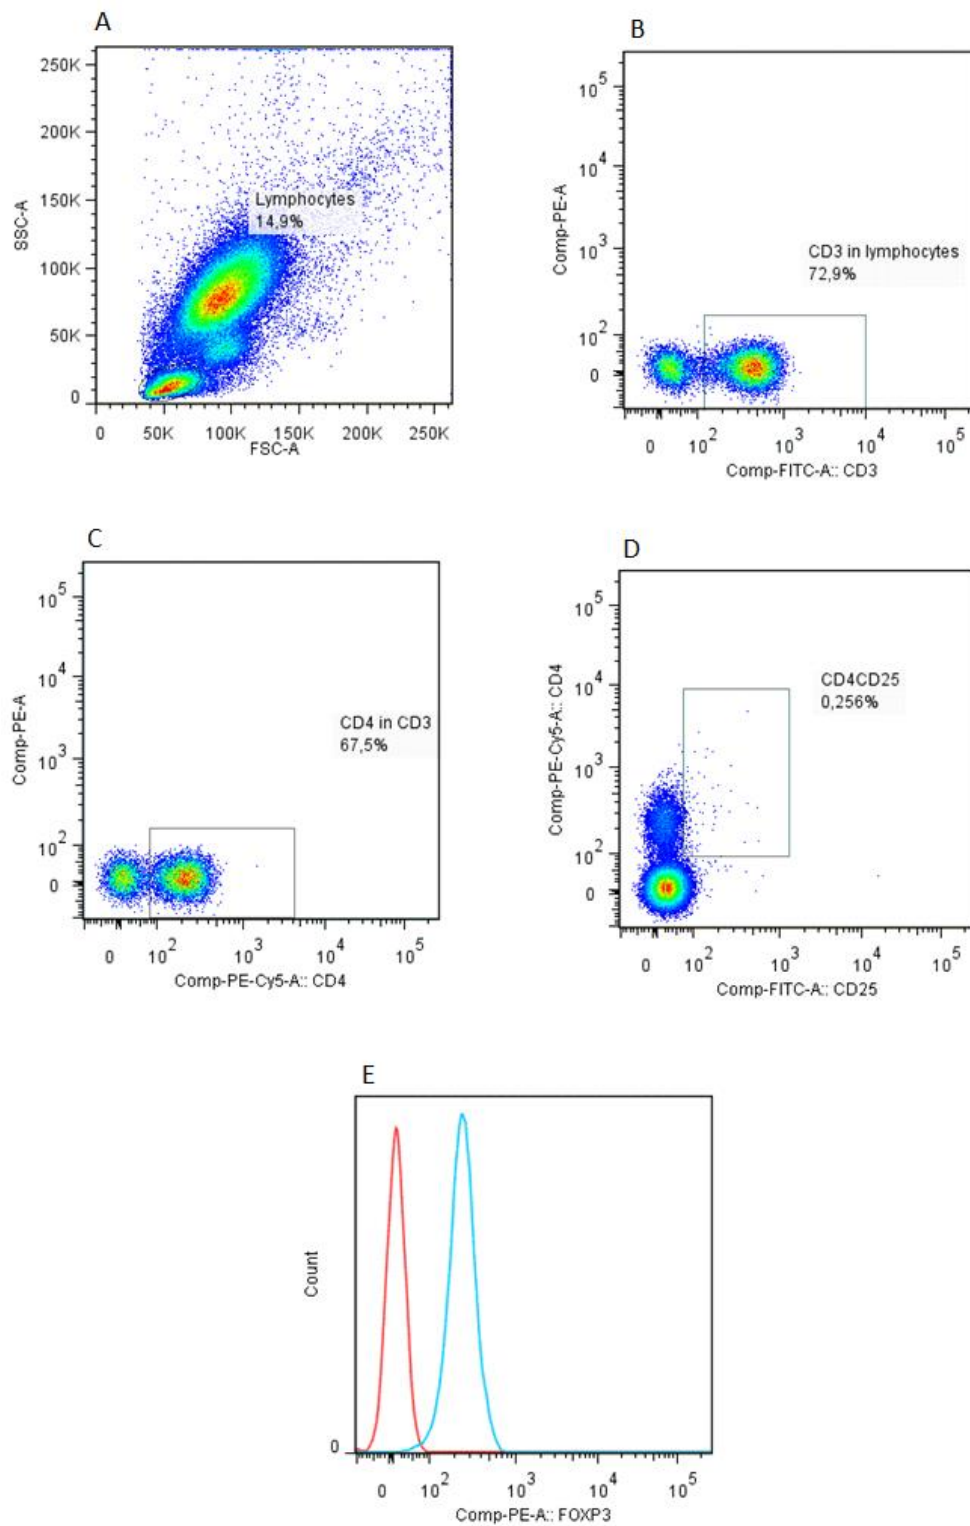 A
250K
200K
150K
100K
50K
0
SSC-A
Lymphocytes
14,9%
0 50K 100K 150K 200K 250K
FSC-A
B
10^5
10^4
10^3
10^2
0
Comp-PE-A
CD3 in lymphocytes
72,9%
0 10^2 10^3 10^4 10^5
Comp-FITC-A:: CD3
C
10^5
10^4
10^3
10^2
0
Comp-PE-A
CD4 in CD3
67,5%
0 10^2 10^3 10^4 10^5
Comp-PE-Cy5-A:: CD4
D
10^5
10^4
10^3
10^2
0
Comp-PE-Cy5-A:: CD4
CD4CD25
0,256%
0 10^2 10^3 10^4 10^5
Comp-FITC-A:: CD25
E
Count
0
0 10^2 10^3 10^4 10^5
Comp-PE-A:: FOXP3